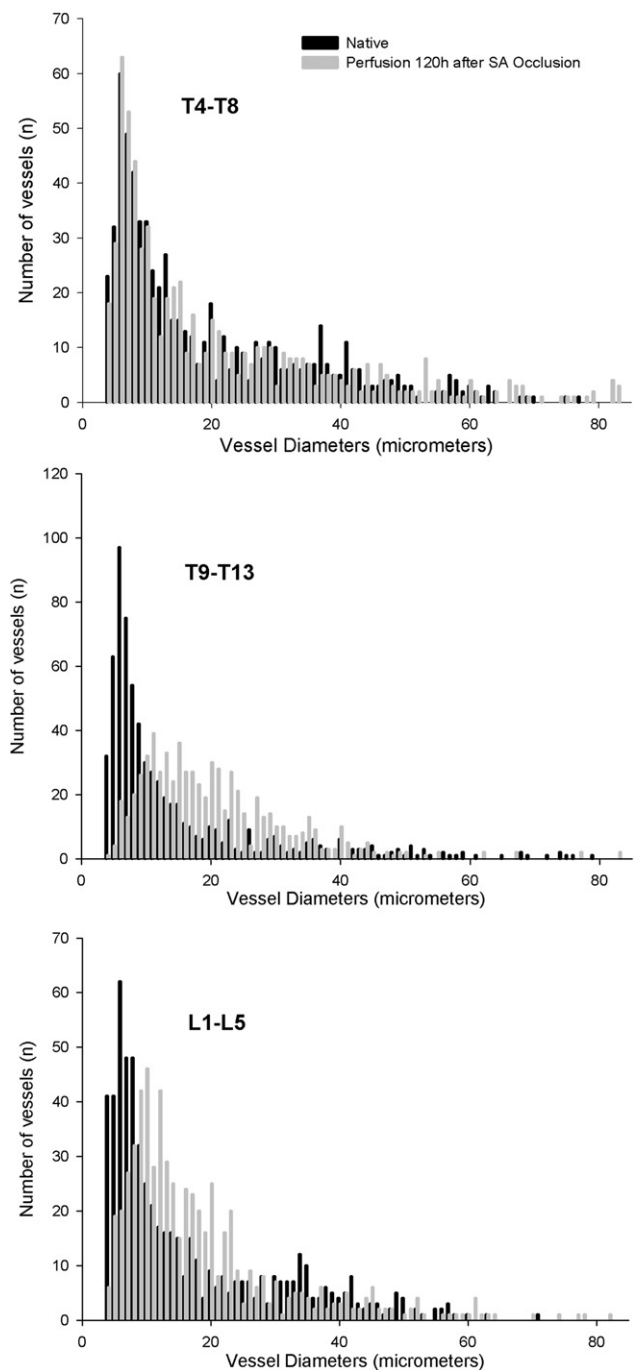 70
Native
Perfusion 120h after SA Occlusion
60
T4-T8
50
40
30
20
10
0
Number of vessels (n)
0 20 40 60 80
Vessel Diameters (micrometers)
120
100
T9-T13
80
60
40
20
0
Number of vessels (n)
0 20 40 60 80
Vessel Diameters (micrometers)
70
60
L1-L5
50
40
30
20
10
0
Number of vessels (n)
0 20 40 60 80
Vessel Diameters (micrometers)